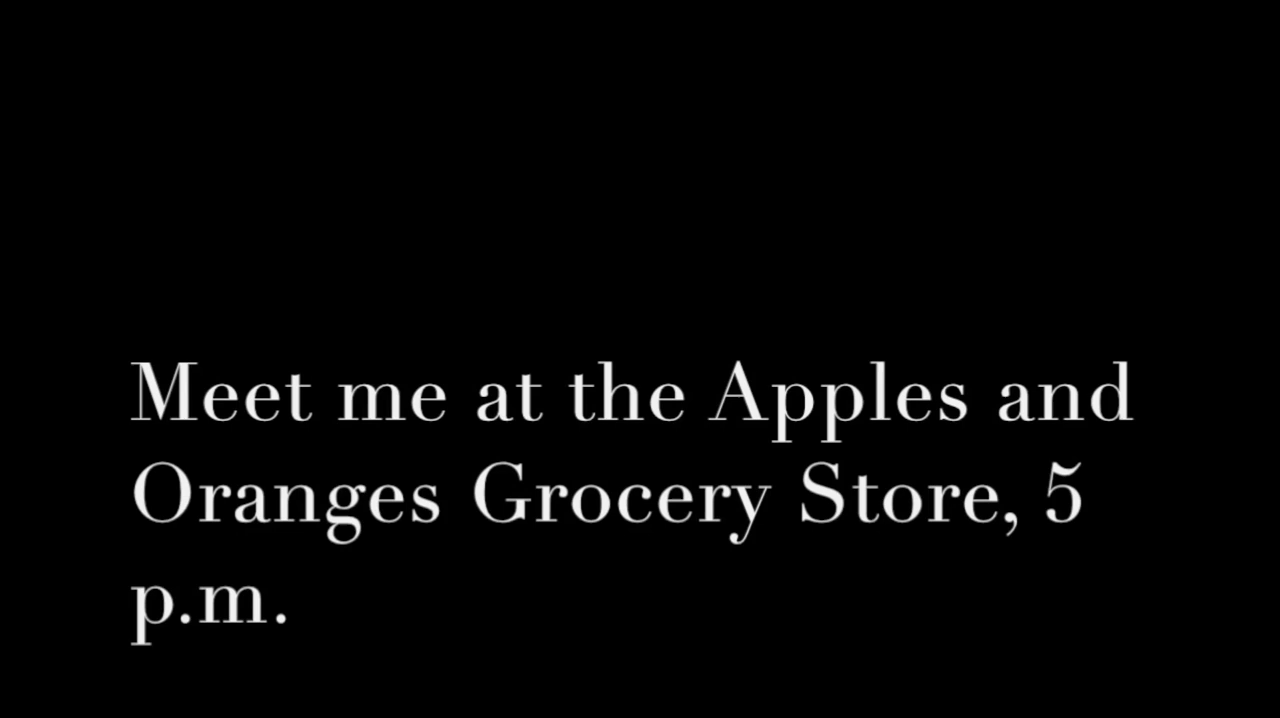 Meet me at the Apples and
Oranges Grocery Store, 5
p.m.